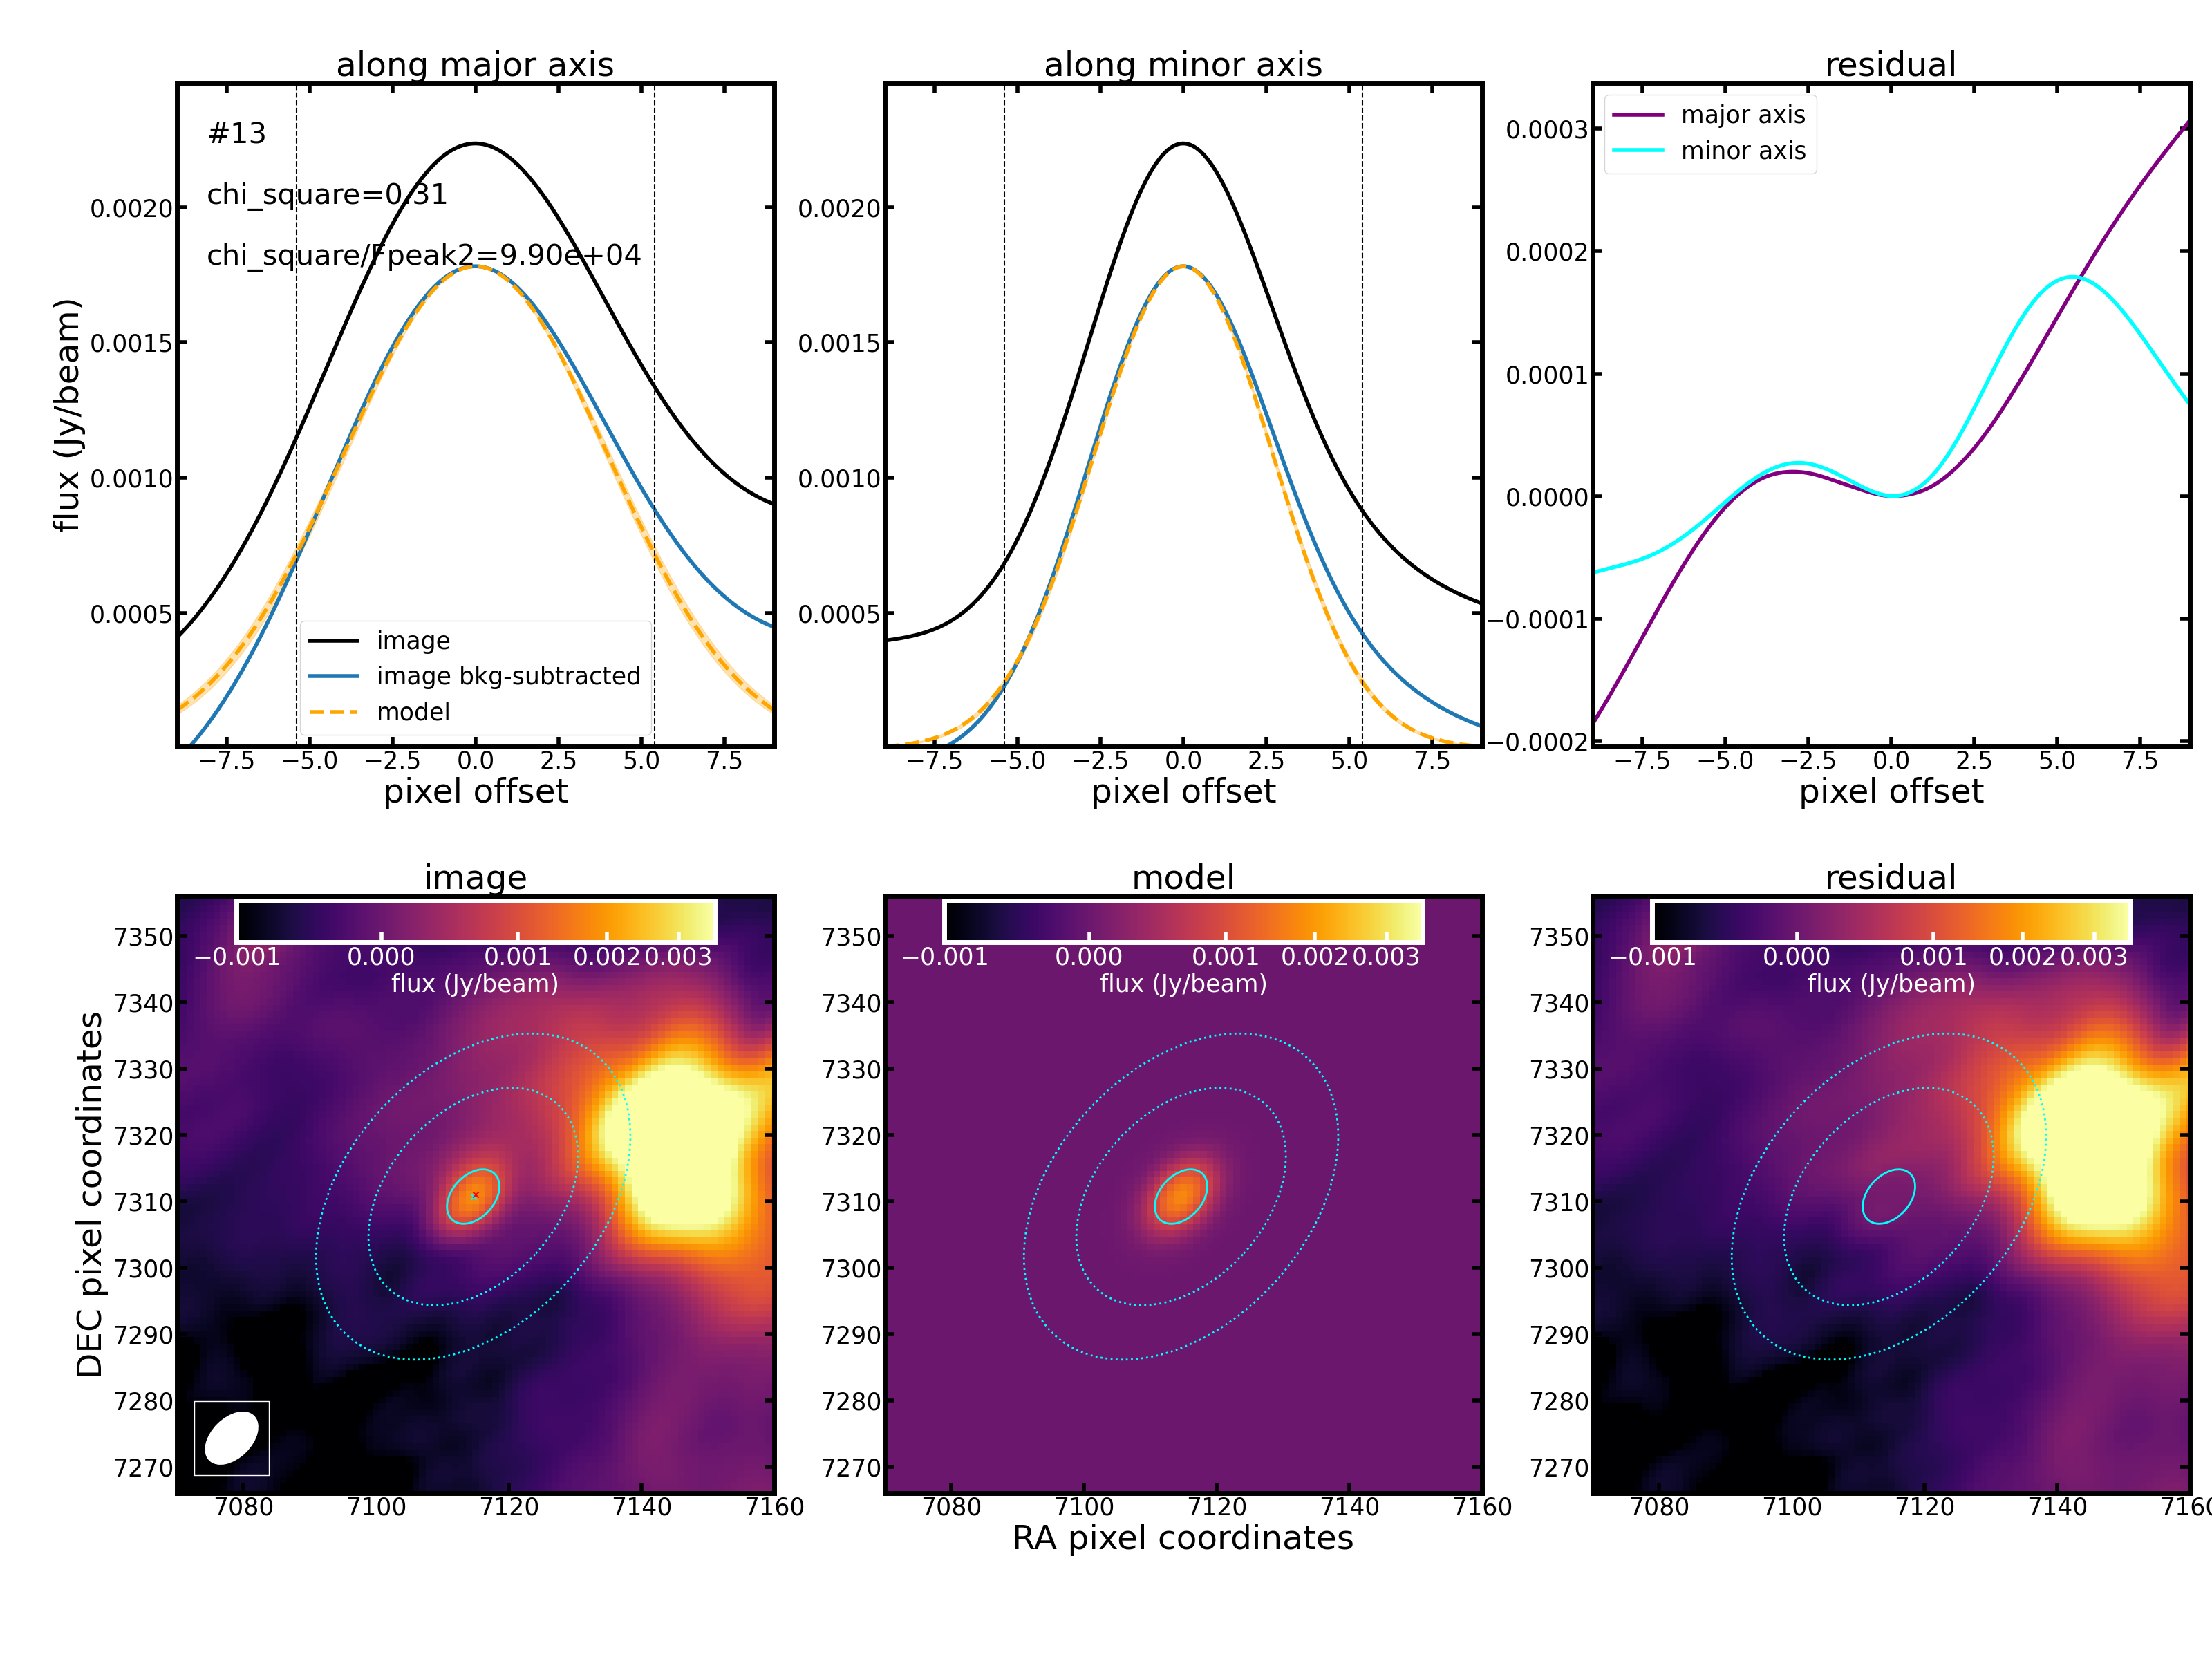 along major axis
along minor axis
residual
#13
chi_square=0.31
chi_square/Fpeak2=9.90e+04
flux (Jy/beam)
0.0020
0.0015
0.0010
0.0005
image
image bkg-subtracted
model
−7.5 −5.0 −2.5 0.0 2.5 5.0 7.5
pixel offset
0.0020
0.0015
0.0010
0.0005
−7.5 −5.0 −2.5 0.0 2.5 5.0 7.5
pixel offset
major axis
minor axis
0.0003
0.0002
0.0001
0.0000
−0.0001
−0.0002
−7.5 −5.0 −2.5 0.0 2.5 5.0 7.5
pixel offset
image
model
residual
DEC pixel coordinates
−0.001 0.000 0.001 0.002 0.003
flux (Jy/beam)
7350
7340
7330
7320
7310
7300
7290
7280
7270
7080 7100 7120 7140 7160
−0.001 0.000 0.001 0.002 0.003
flux (Jy/beam)
7350
7340
7330
7320
7310
7300
7290
7280
7270
7080 7100 7120 7140 7160
RA pixel coordinates
−0.001 0.000 0.001 0.002 0.003
flux (Jy/beam)
7350
7340
7330
7320
7310
7300
7290
7280
7270
7080 7100 7120 7140 7160